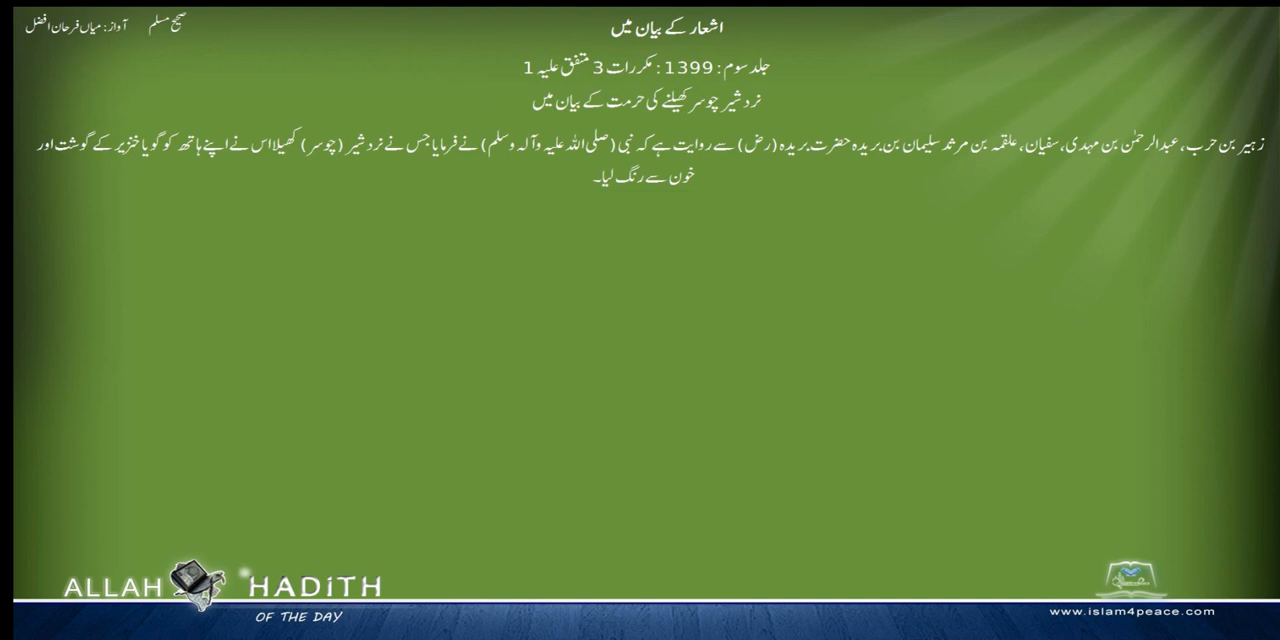 صحیح مسلم    آواز: میاں فرحان افضل
اشعار کے بیان میں
جلد سوم : 1399 : مکررات 3 متفق علیہ 1
نردشیر چوسر کھیلنے کی حرمت کے بیان میں
زہیر بن حرب، عبدالرحمٰن بن مہدی، سفیان، علقمہ بن مرثد سلیمان بن بریدہ حضرت بریدہ (رض) سے روایت ہے کہ نبی (صلی اللہ علیہ وآلہ وسلم) نے فرمایا جس نے نردشیر (چوسر) کھیلا اس نے اپنے ہاتھ کو گویا خنزیر کے گوشت اور
خون سے رنگ لیا۔
ALLAH HADITH
OF THE DAY
www.islam4peace.com